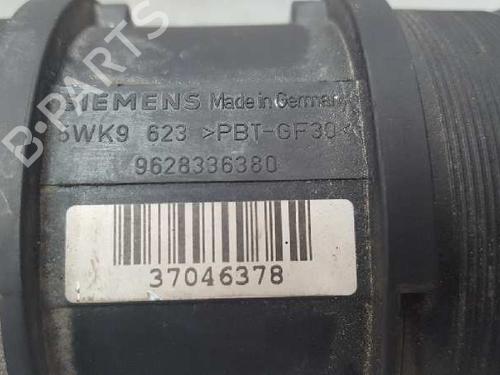 B-PARTS
SIEMENS Made in Germany
5WK9 623 >PBT-GF30<
9628336380
37046378